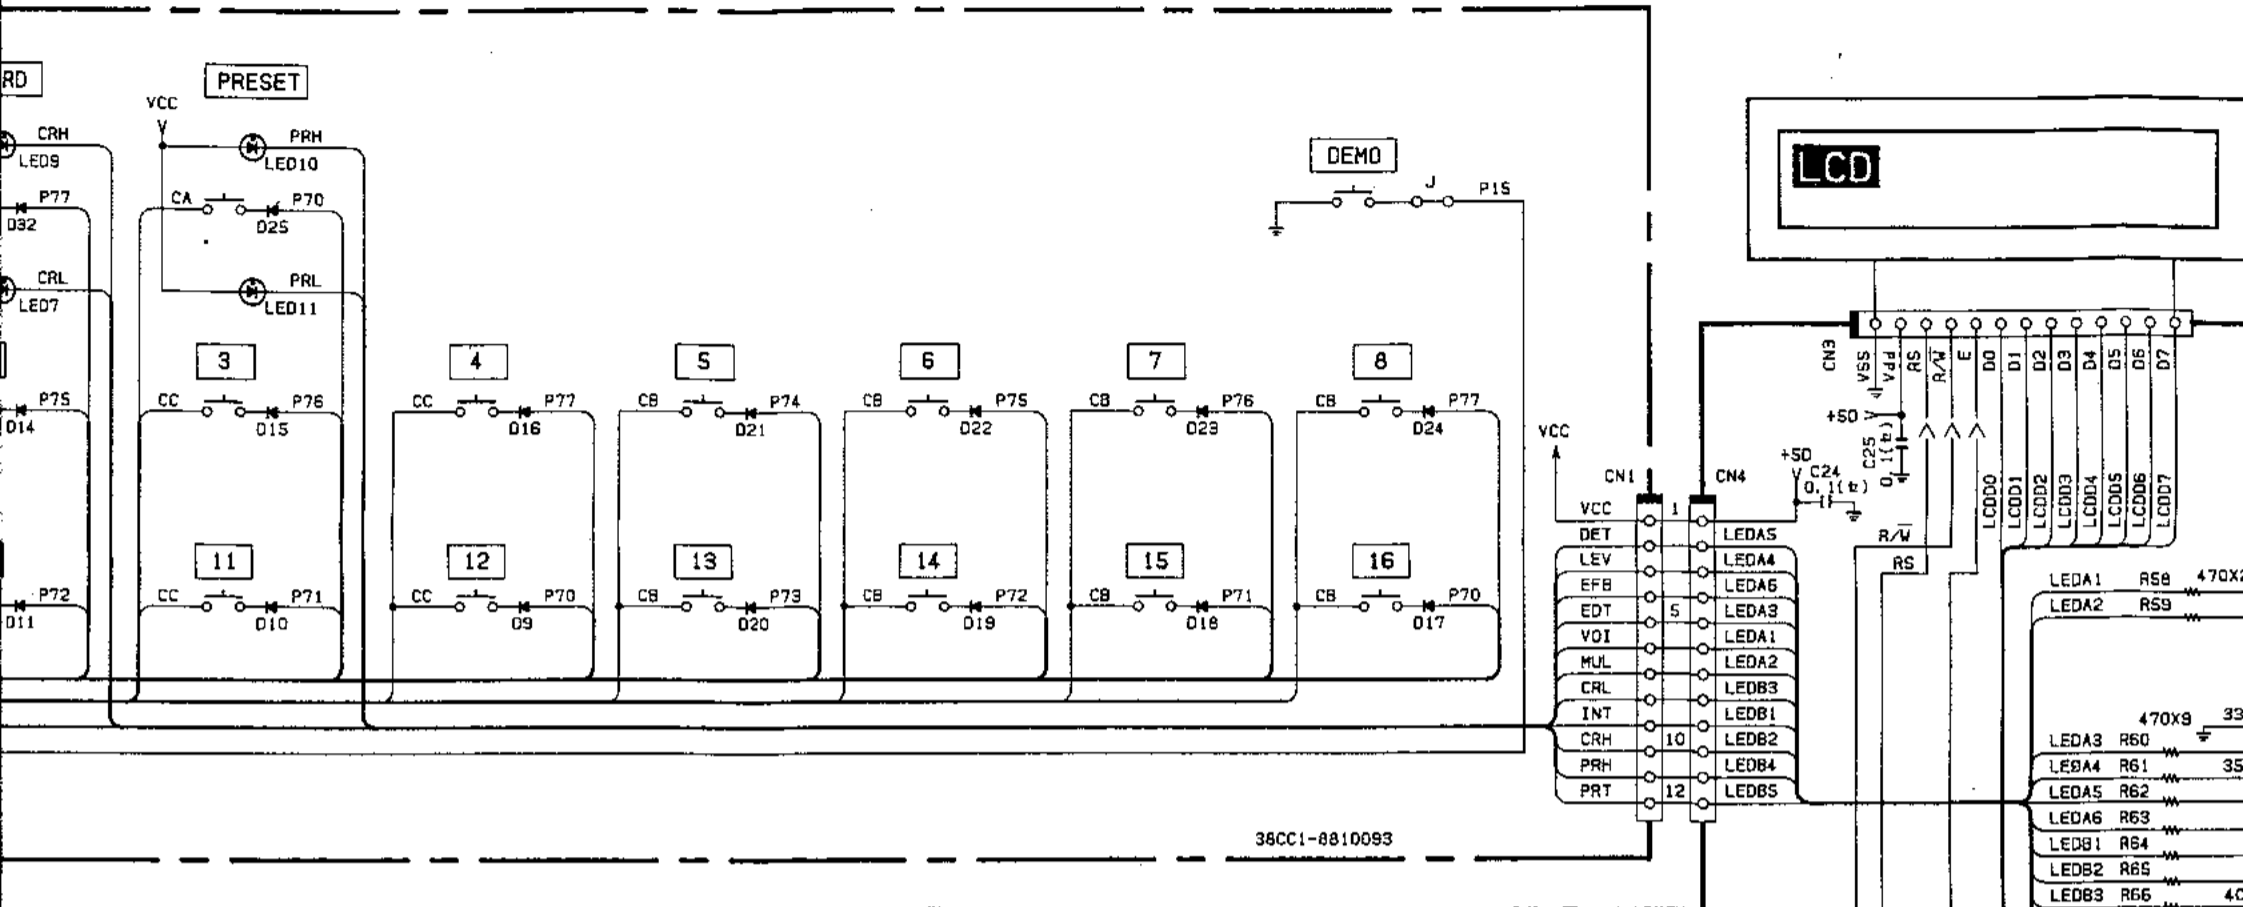 RD
PRESET
VCC
CRH
LED9
PRH
LED10
P77
D32
CA
P70
D25
CRL
LED7
PRL
LED11
DEMO
J
P15
LCD
3
4
5
6
7
8
P75
D14
CC
P76
D15
CC
P77
D16
CB
P74
D21
CB
P75
D22
CB
P76
D23
CB
P77
D24
11
12
13
14
15
16
P72
D11
CC
P71
D10
CC
P70
D9
CB
P73
D20
CB
P72
D19
CB
P71
D18
CB
P70
D17
CN3
VSS
RS
R/W̅
E
D0
D1
D2
D3
D4
D5
D6
D7
+5D
C25
+5D
C24
LCDD0
LCDD1
LCDD2
LCDD3
LCDD4
LCDD5
LCDD6
LCDD7
R/W̅
RS
VCC
CN1
CN4
VCC 1
DET LEDA5
LEV LEDA4
EFB LEDA6
EDT 5 LEDA3
VOI LEDA1
MUL LEDA2
CRL LEDB3
INT LEDB1
CRH 10 LEDB2
PRH LEDB4
PRT 12 LEDB5
LEDA1 R58
LEDA2 R59
470X9
LEDA3 R60
LEDA4 R61
LEDA5 R62
LEDA6 R63
LEDB1 R64
LEDB2 R65
LEDB3 R66
38CC1-8810093